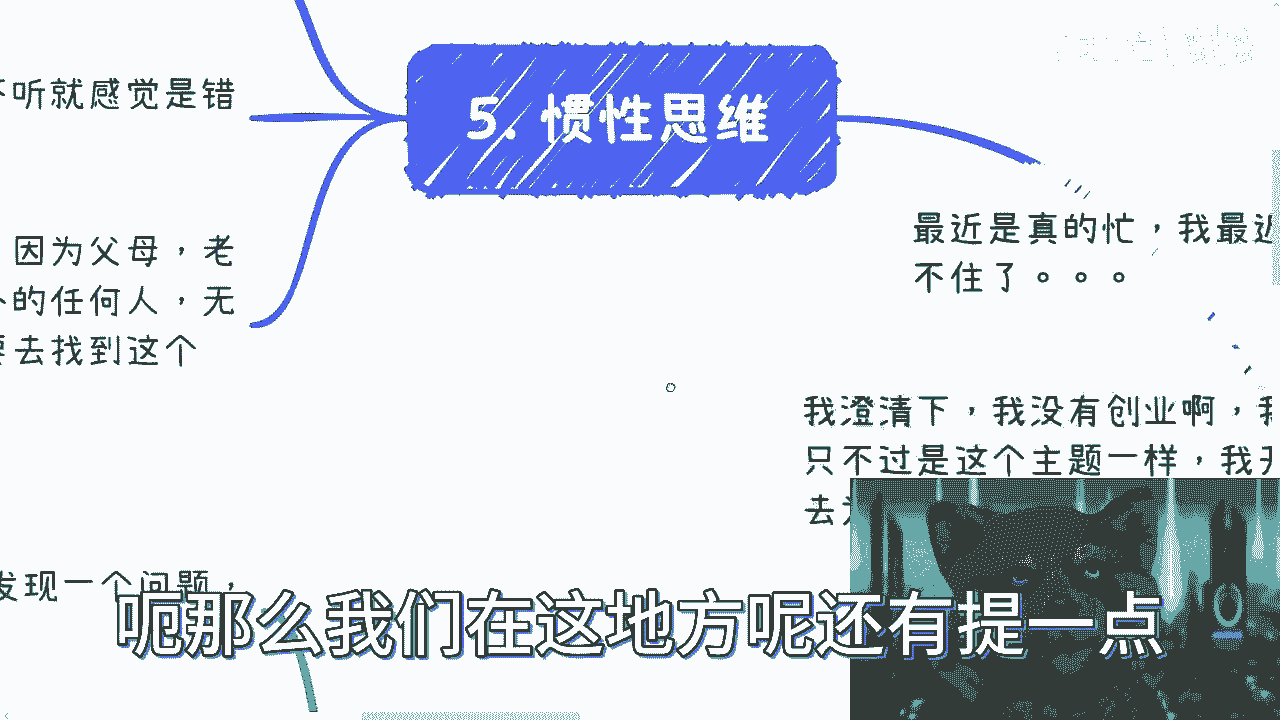 5. 惯性思维
不听就感觉是错
因为父母，老
的任何人，无
要去找到这个
发现一个问题，
最近是真的忙，我最近
不住了。。。
我澄清下，我没有创业啊，我
只不过是这个主题一样，我开
去
呃那么我们在这地方呢还有提一点